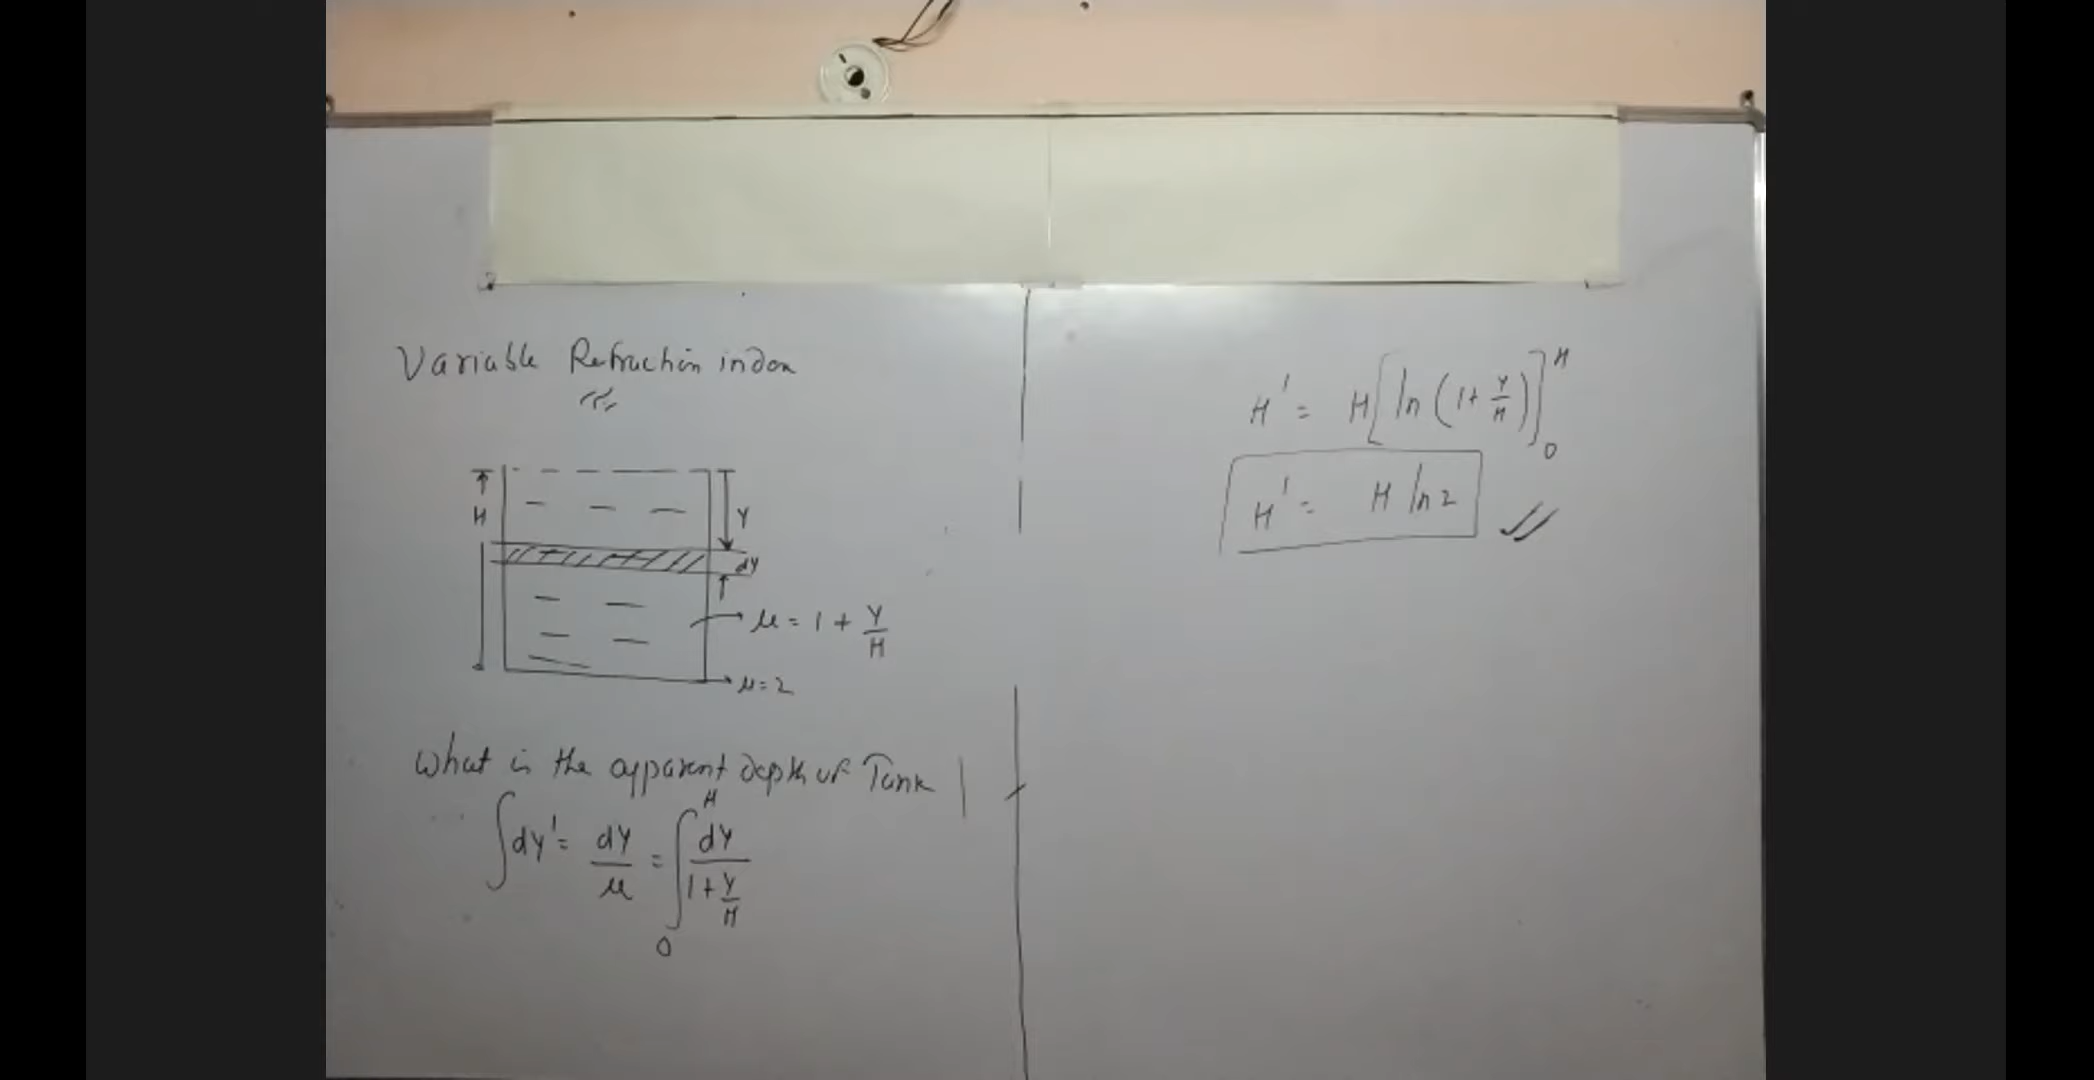 Variable Refraction index
H
Y
dY
μ = 1 + Y/H
μ = 2
What is the apparent depth of Tank
∫dy' = dY/μ = ∫₀ᴴ dY/(1 + Y/H)
H' = H[ln(1 + Y/H)]₀ᴴ
H' = H ln 2